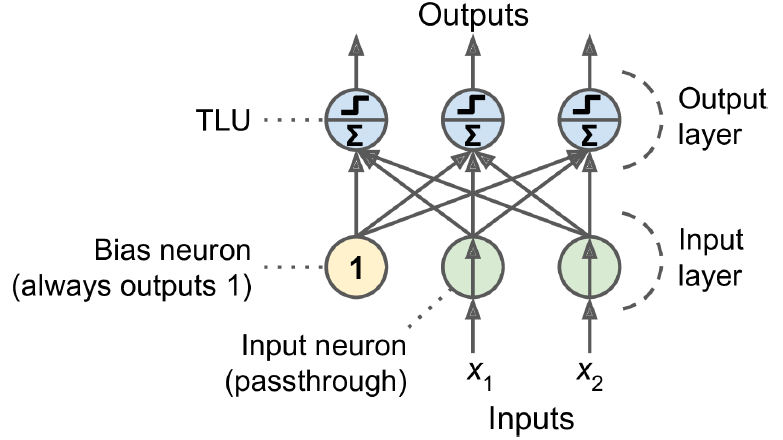 Outputs
TLU
Σ
Σ
Σ
Output
layer
Bias neuron
(always outputs 1)
1
Input
layer
Input neuron
(passthrough)
x₁
x₂
Inputs